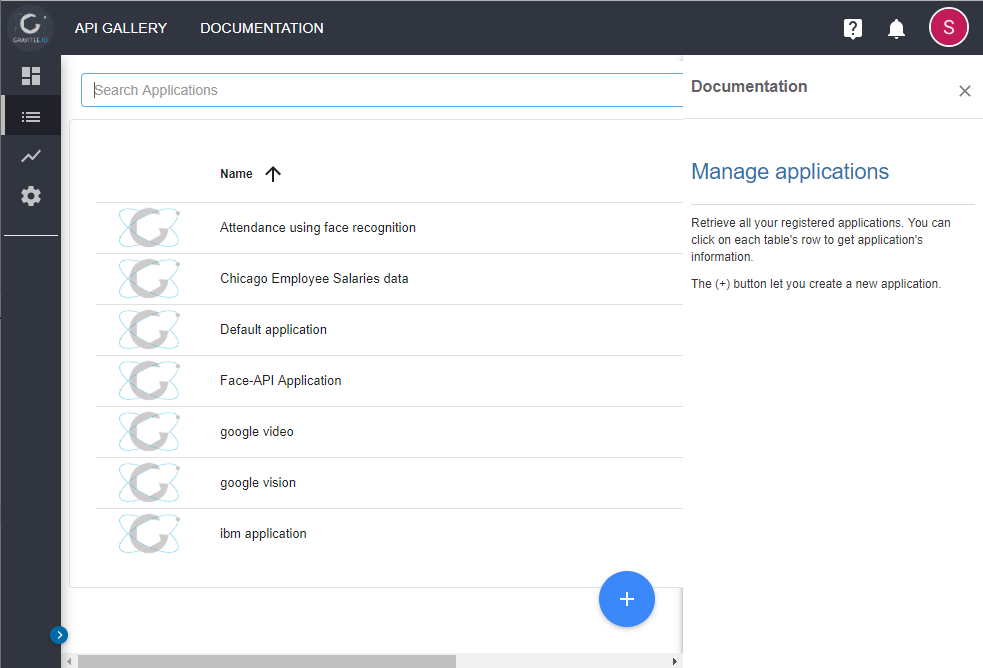 GRAVITEE.IO
API GALLERY
DOCUMENTATION
S
Search Applications
Name
Attendance using face recognition
Chicago Employee Salaries data
Default application
Face-API Application
google video
google vision
ibm application
Documentation
Manage applications
Retrieve all your registered applications. You can
click on each table's row to get application's
information.
The (+) button let you create a new application.